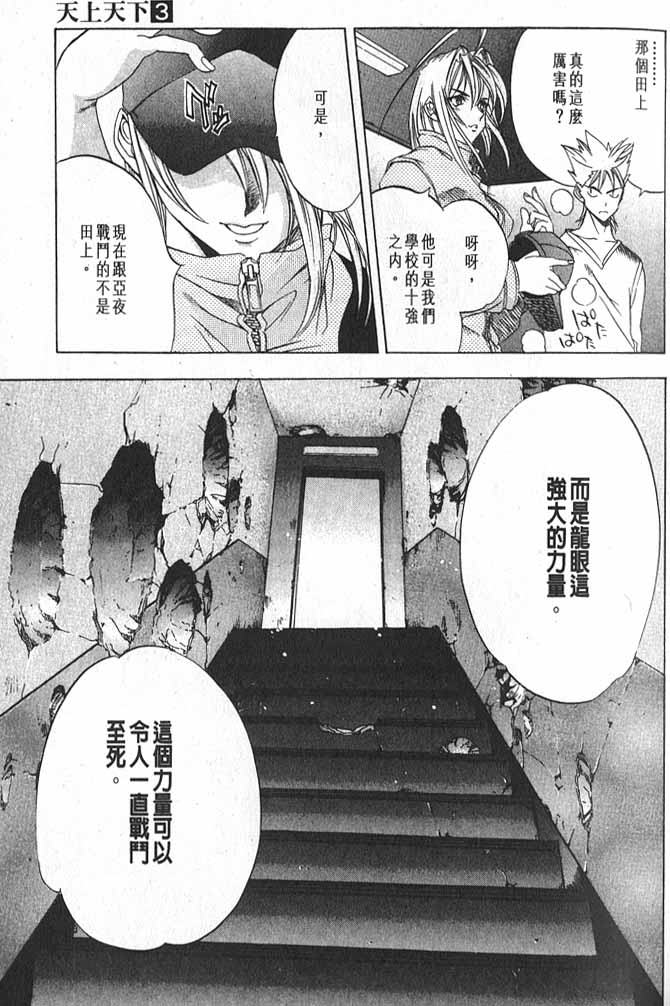 天上天下3
………
那個田上
真的這麼
厲害嗎？
呀呀，
他可是我們
學校的十強
之內。
ぱた
ぱた
可是，
現在跟亞夜
戰鬥的不是
田上。
而是龍眼這
強大的力量。
這個力量可以
令人一直戰鬥
至死。